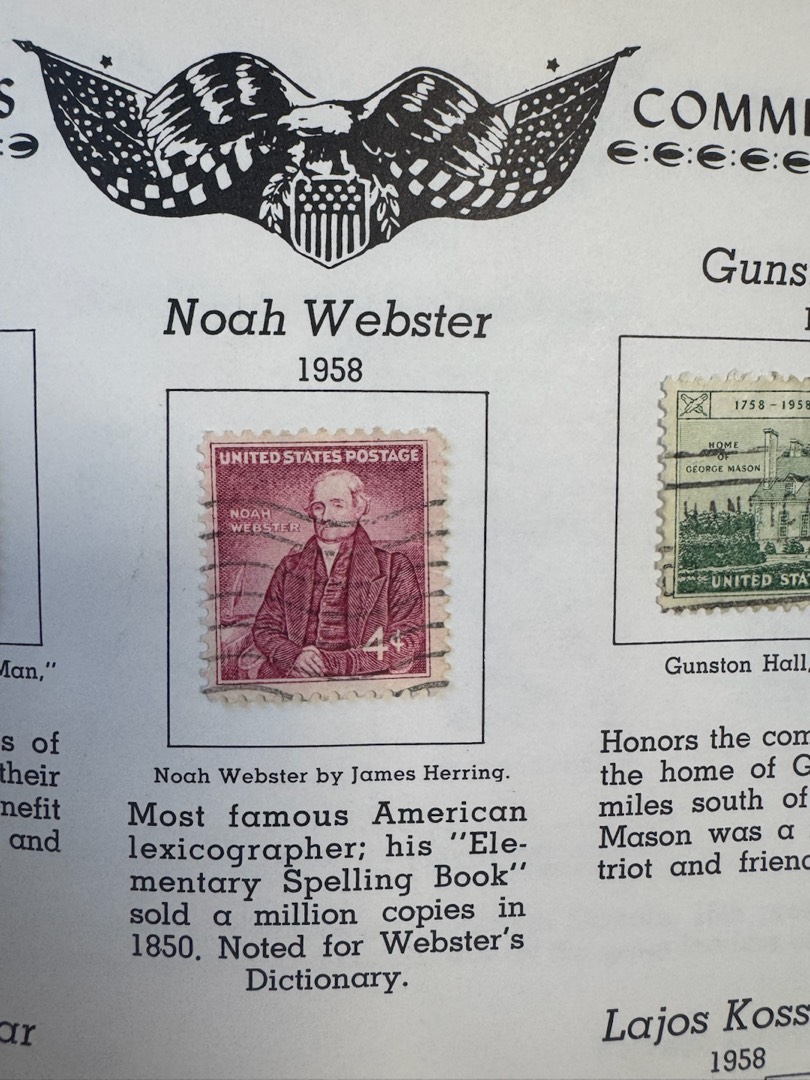 S
COMM
Noah Webster
1958
UNITED STATES POSTAGE
NOAH
WEBSTER
4¢
Noah Webster by James Herring.
Most famous American
lexicographer; his "Ele-
mentary Spelling Book"
sold a million copies in
1850. Noted for Webster's
Dictionary.
Man,"
s of
their
nefit
and
ar
Guns
1758-1958
HOME
OF
GEORGE MASON
UNITED STA
Gunston Hall,
Honors the com
the home of G
miles south of
Mason was a
triot and frien
Lajos Koss
1958